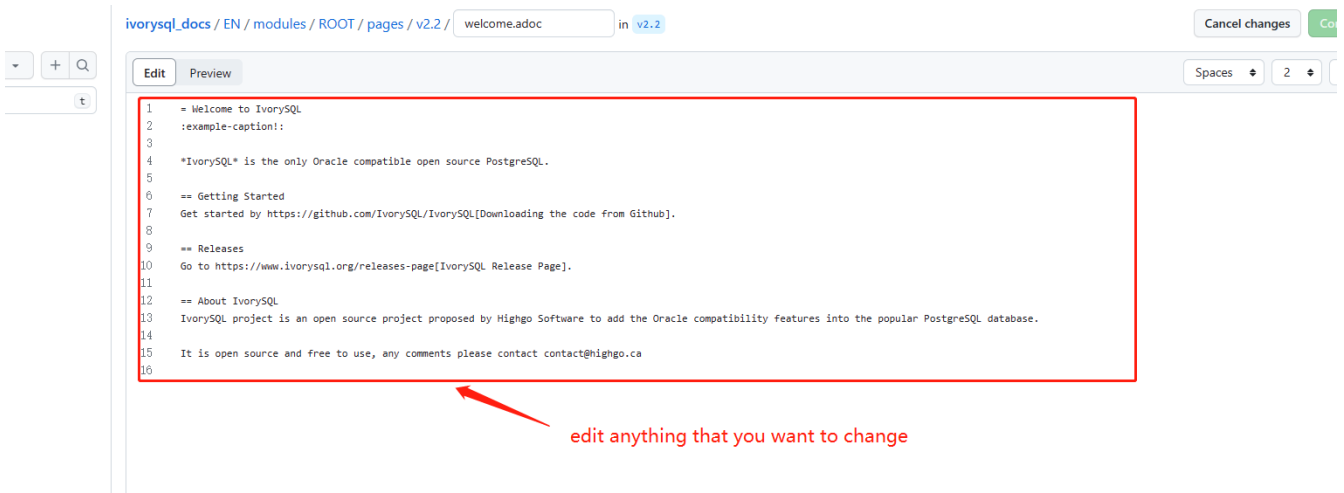 ivorysql_docs / EN / modules / ROOT / pages / v2.2 / welcome.adoc in v2.2
Cancel changes
t
Edit Preview
Spaces 2
1 = Welcome to IvorySQL
2 :example-caption!:
3
4 *IvorySQL* is the only Oracle compatible open source PostgreSQL.
5
6 == Getting Started
7 Get started by https://github.com/IvorySQL/IvorySQL[Downloading the code from Github].
8
9 == Releases
10 Go to https://www.ivorysql.org/releases-page[IvorySQL Release Page].
11
12 == About IvorySQL
13 IvorySQL project is an open source project proposed by Highgo Software to add the Oracle compatibility features into the popular PostgreSQL database.
14
15 It is open source and free to use, any comments please contact contact@highgo.ca
16
edit anything that you want to change